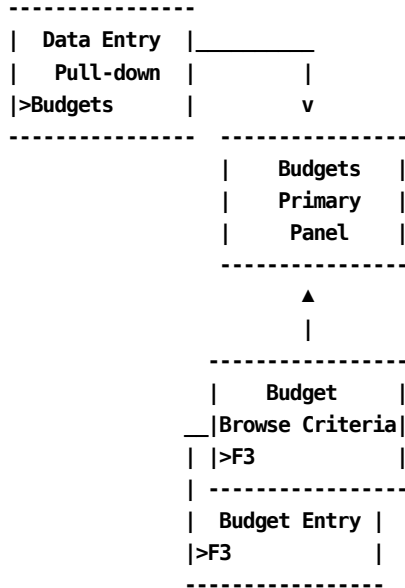 Data Entry
Pull-down
>Budgets
v
Budgets
Primary
Panel
▲
Budget
Browse Criteria
>F3
Budget Entry
>F3